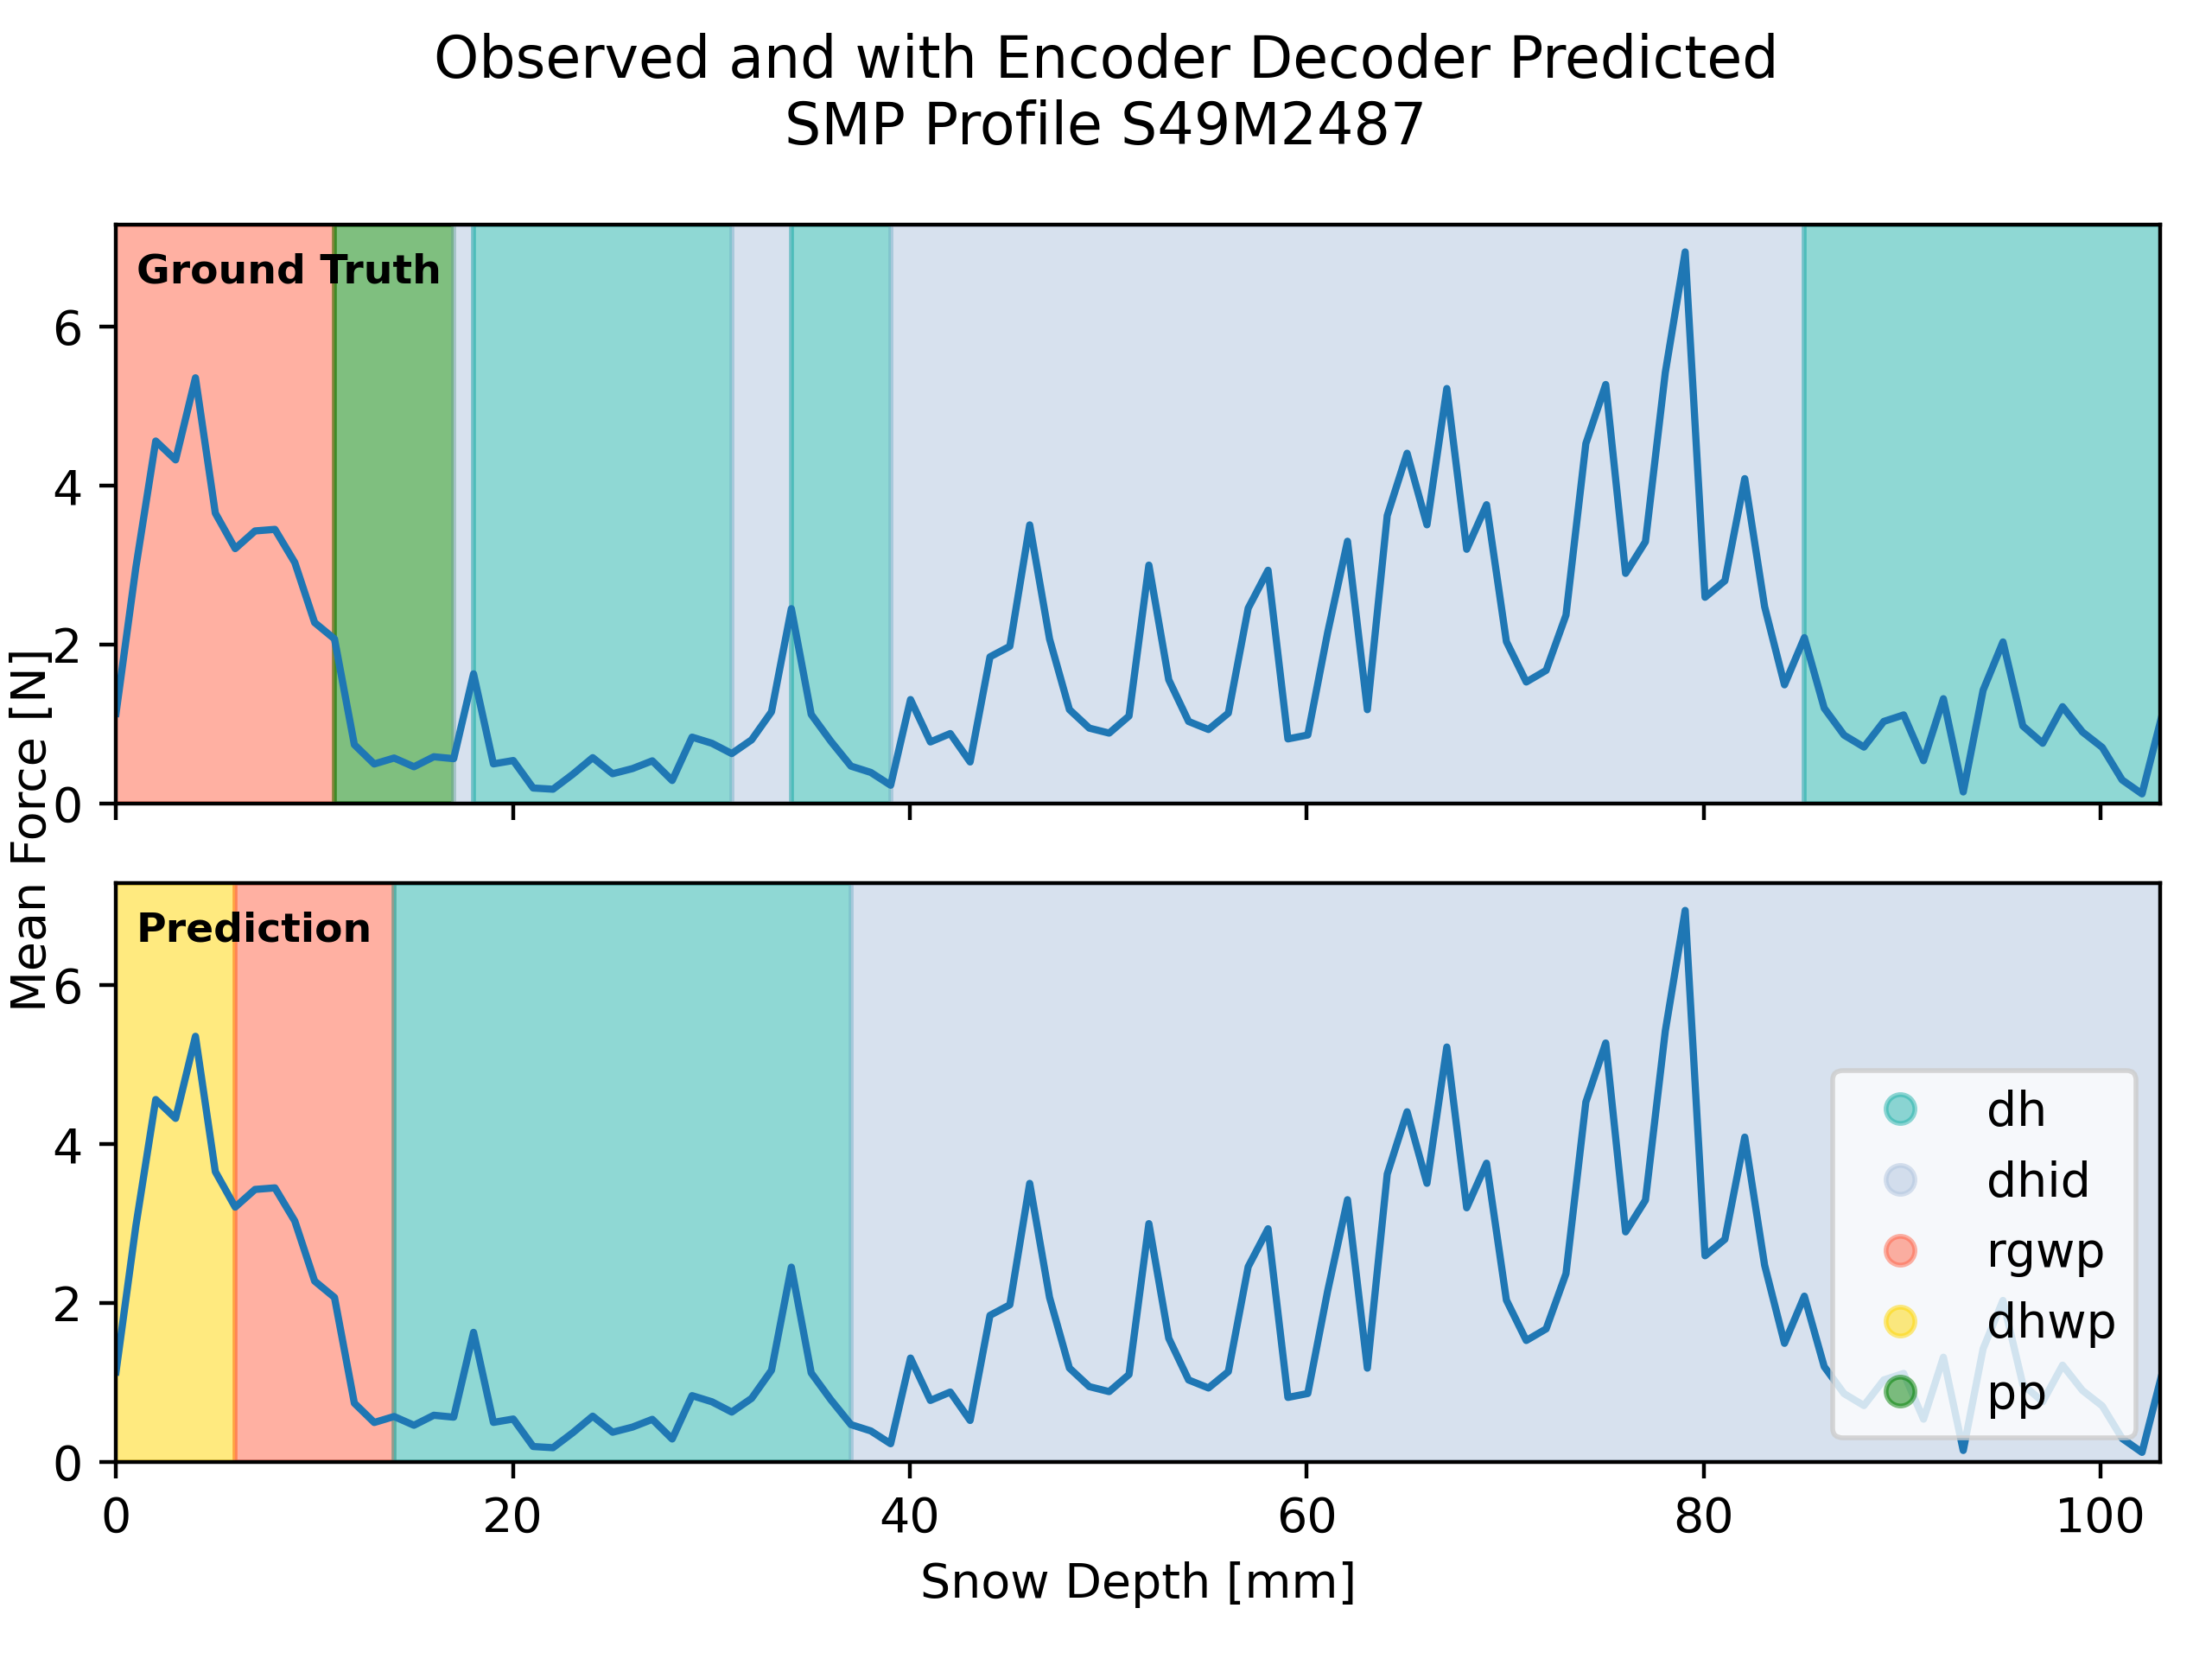 Observed and with Encoder Decoder Predicted
SMP Profile S49M2487
Ground Truth
6
4
2
0
Mean Force [N]
Prediction
6
4
2
0
dh
dhid
rgwp
dhwp
pp
0 20 40 60 80 100
Snow Depth [mm]